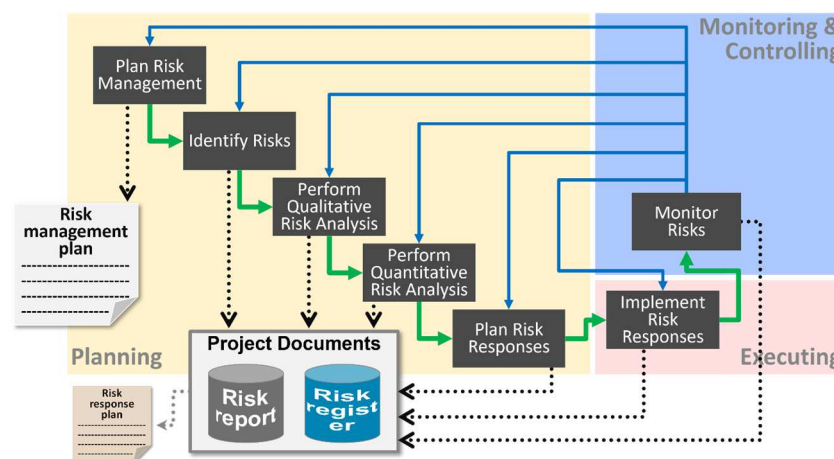 Monitoring &
Controlling
Plan Risk
Management
Identify Risks
Perform
Qualitative
Risk Analysis
Risk
management
plan
Monitor
Risks
Perform
Quantitative
Risk Analysis
Plan Risk
Responses
Implement
Risk
Responses
Planning
Executing
Project Documents
Risk
report
Risk
regist
er
Risk
response plan